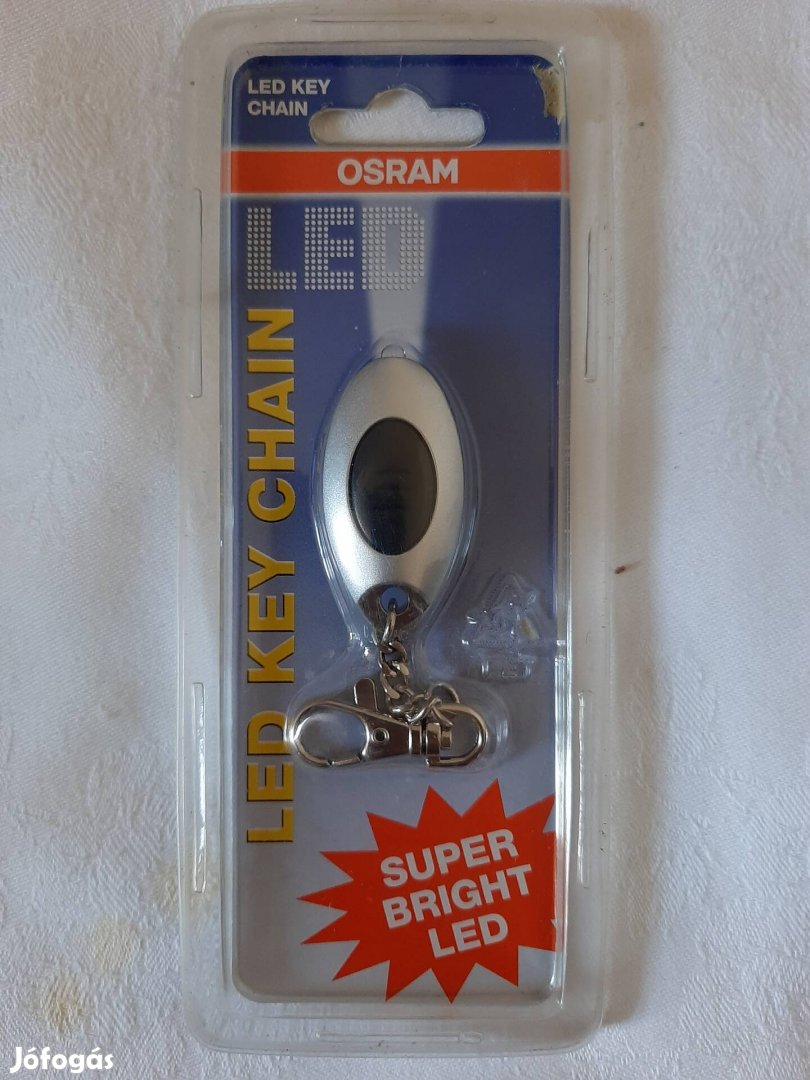 LED KEY
CHAIN
OSRAM
LED
LED KEY CHAIN
SUPER
BRIGHT
LED
Jófogás